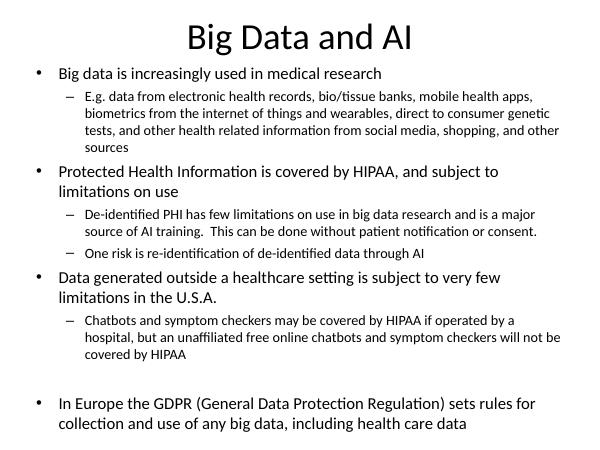 Big Data and AI
• Big data is increasingly used in medical research
– E.g. data from electronic health records, bio/tissue banks, mobile health apps,
biometrics from the internet of things and wearables, direct to consumer genetic
tests, and other health related information from social media, shopping, and other
sources
• Protected Health Information is covered by HIPAA, and subject to
limitations on use
– De-identified PHI has few limitations on use in big data research and is a major
source of AI training.  This can be done without patient notification or consent.
– One risk is re-identification of de-identified data through AI
• Data generated outside a healthcare setting is subject to very few
limitations in the U.S.A.
– Chatbots and symptom checkers may be covered by HIPAA if operated by a
hospital, but an unaffiliated free online chatbots and symptom checkers will not be
covered by HIPAA
• In Europe the GDPR (General Data Protection Regulation) sets rules for
collection and use of any big data, including health care data